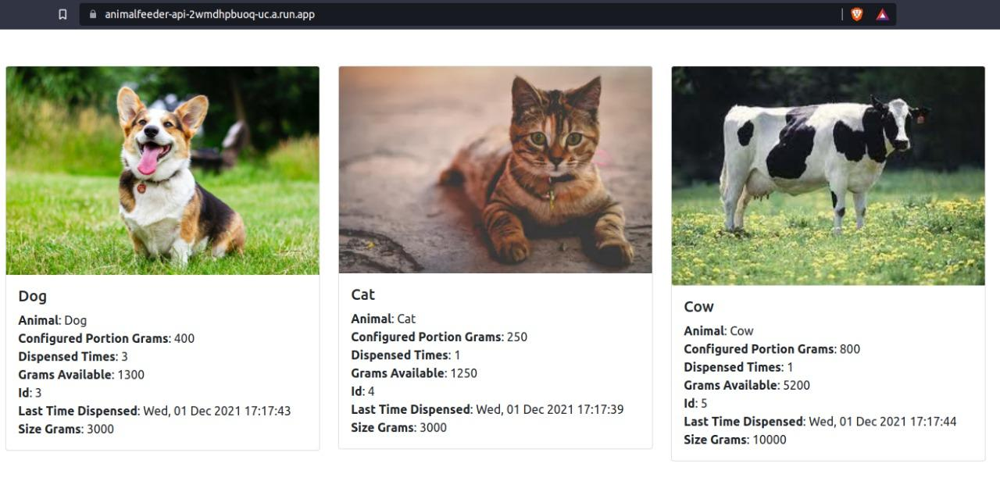 animalfeeder-api-2wmdhpbuoq-uc.a.run.app
Dog
Animal: Dog
Configured Portion Grams: 400
Dispensed Times: 3
Grams Available: 1300
Id: 3
Last Time Dispensed: Wed, 01 Dec 2021 17:17:43
Size Grams: 3000
Cat
Animal: Cat
Configured Portion Grams: 250
Dispensed Times: 1
Grams Available: 1250
Id: 4
Last Time Dispensed: Wed, 01 Dec 2021 17:17:39
Size Grams: 3000
Cow
Animal: Cow
Configured Portion Grams: 800
Dispensed Times: 1
Grams Available: 5200
Id: 5
Last Time Dispensed: Wed, 01 Dec 2021 17:17:44
Size Grams: 10000